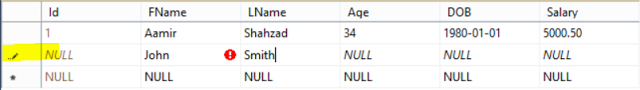 Id FName LName Age DOB Salary
1 Aamir Shahzad 34 1980-01-01 5000.50
NULL John Smith NULL NULL NULL
NULL NULL NULL NULL NULL NULL